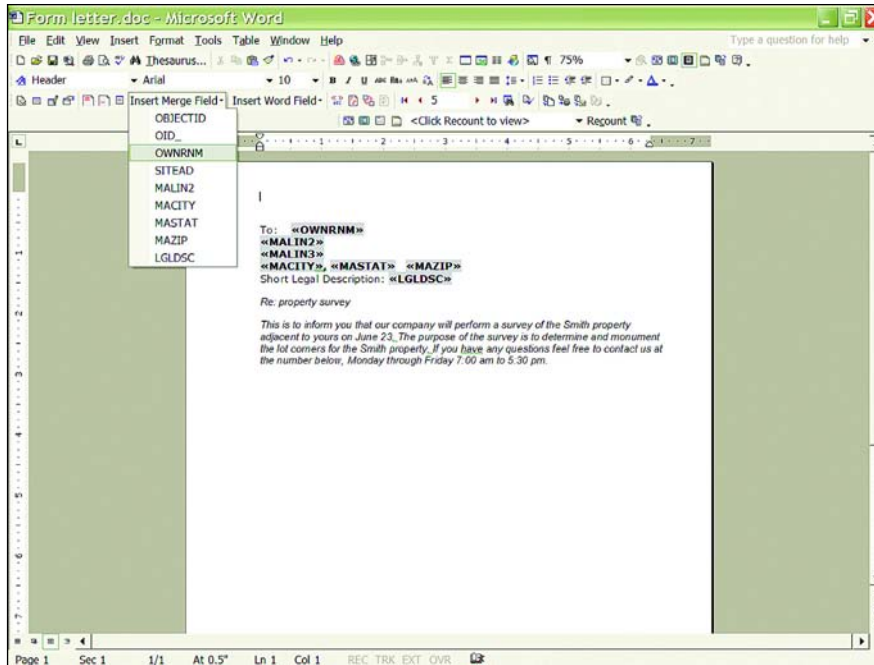 Form letter.doc - Microsoft Word
File Edit View Insert Format Tools Table Window Help
Type a question for help
Thesaurus... 75%
Header Arial 10 B I U
Insert Merge Field Insert Word Field 5
<Click Recount to view> Recount
OBJECTID
OID_
OWNRNM
SITEAD
MALIN2
MACITY
MASTAT
MAZIP
LGLDSC
To: «OWNRNM»
«MALIN2»
«MALIN3»
«MACITY», «MASTAT» «MAZIP»
Short Legal Description: «LGLDSC»
Re: property survey
This is to inform you that our company will perform a survey of the Smith property
adjacent to yours on June 23. The purpose of the survey is to determine and monument
the lot corners for the Smith property. If you have any questions feel free to contact us at
the number below, Monday through Friday 7:00 am to 5:30 pm.
Page 1 Sec 1 1/1 At 0.5" Ln 1 Col 1 REC TRK EXT OVR